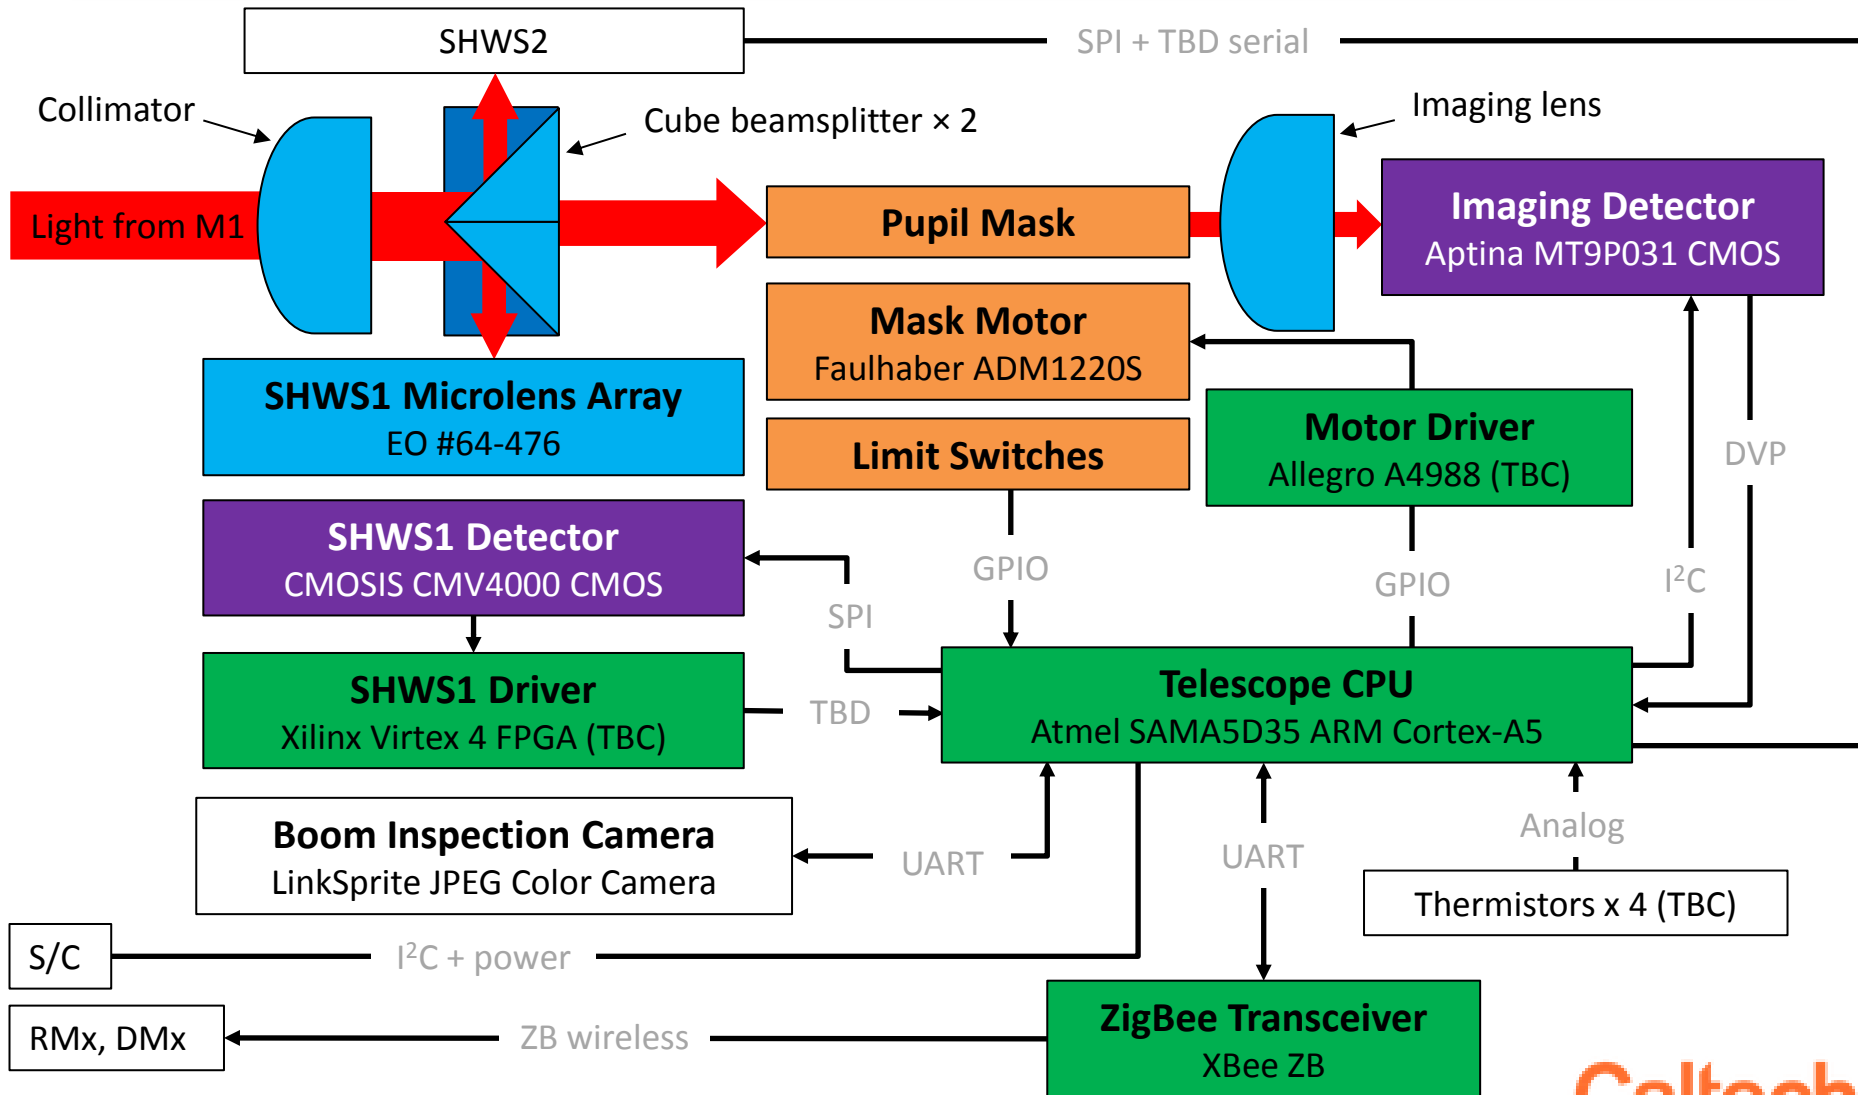 SHWS2
SPI + TBD serial
Collimator
Cube beamsplitter × 2
Imaging lens
Light from M1
Pupil Mask
Imaging Detector
Aptina MT9P031 CMOS
Mask Motor
Faulhaber ADM1220S
SHWS1 Microlens Array
EO #64-476
Motor Driver
Allegro A4988 (TBC)
Limit Switches
DVP
SHWS1 Detector
CMOSIS CMV4000 CMOS
GPIO
GPIO
I²C
SPI
SHWS1 Driver
Xilinx Virtex 4 FPGA (TBC)
TBD
Telescope CPU
Atmel SAMA5D35 ARM Cortex-A5
Boom Inspection Camera
LinkSprite JPEG Color Camera
UART
UART
Analog
Thermistors x 4 (TBC)
S/C
I²C + power
RMx, DMx
ZB wireless
ZigBee Transceiver
XBee ZB
Caltech